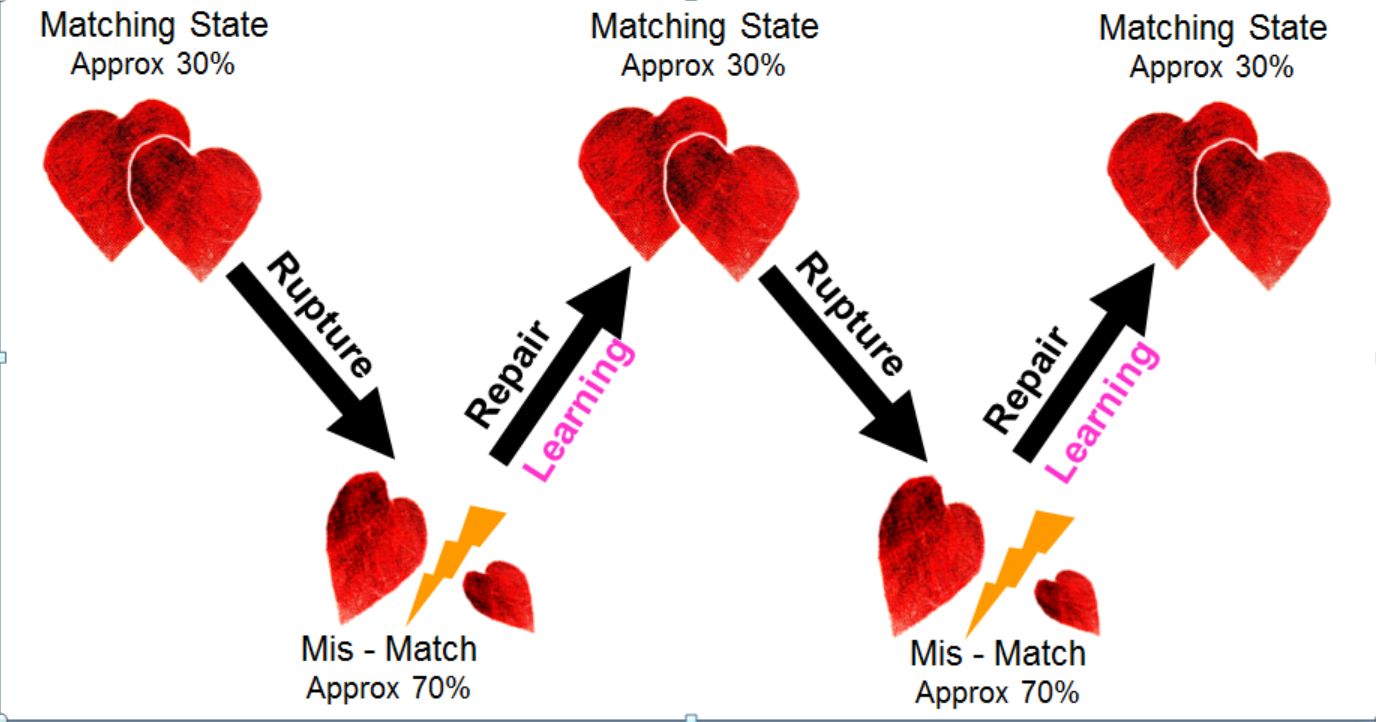 Matching State
Approx 30%
Matching State
Approx 30%
Matching State
Approx 30%
Rupture
Repair
Learning
Rupture
Repair
Learning
Mis - Match
Approx 70%
Mis - Match
Approx 70%